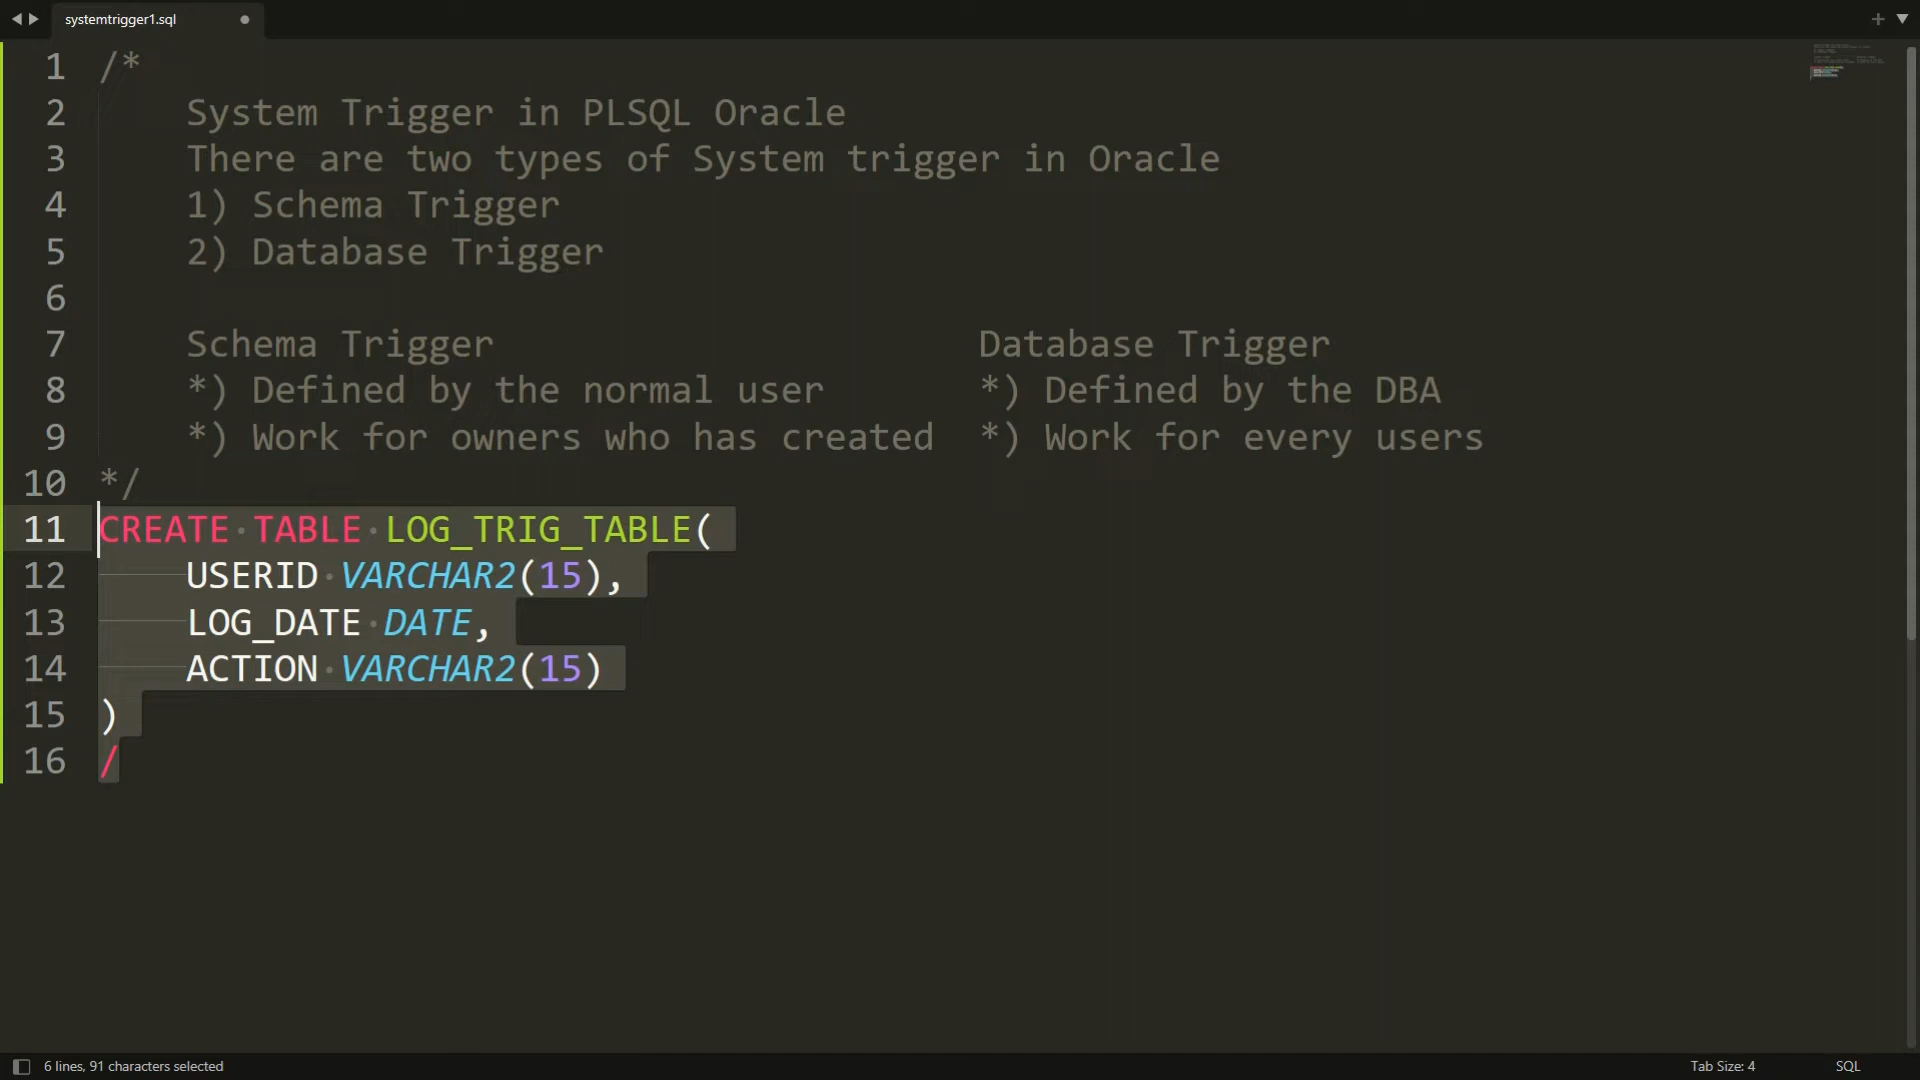 systemtrigger1.sql
1 /*
2 System Trigger in PLSQL Oracle
3 There are two types of System trigger in Oracle
4 1) Schema Trigger
5 2) Database Trigger
6
7 Schema Trigger Database Trigger
8 *) Defined by the normal user *) Defined by the DBA
9 *) Work for owners who has created *) Work for every users
10 */
11 CREATE TABLE LOG_TRIG_TABLE(
12 USERID VARCHAR2(15),
13 LOG_DATE DATE,
14 ACTION VARCHAR2(15)
15 )
16 /
6 lines, 91 characters selected Tab Size: 4 SQL